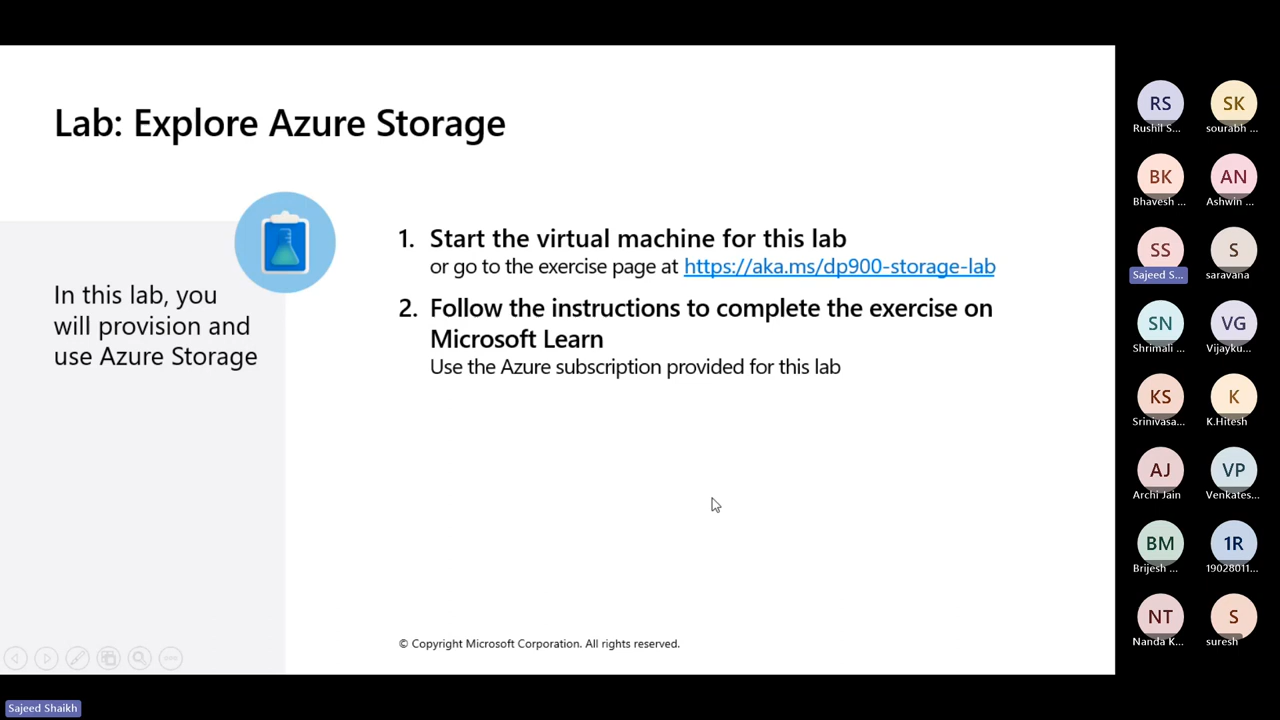 Lab: Explore Azure Storage
In this lab, you
will provision and
use Azure Storage
1. Start the virtual machine for this lab
or go to the exercise page at https://aka.ms/dp900-storage-lab
2. Follow the instructions to complete the exercise on
Microsoft Learn
Use the Azure subscription provided for this lab
© Copyright Microsoft Corporation. All rights reserved.
RS SK
Rushil S... sourabh ...
BK AN
Bhavesh ... Ashwin ...
SS S
Sajeed S... saravana
SN VG
Shrimali ... Vijayku...
KS K
Srinivasa... K.Hitesh
AJ VP
Archi Jain Venkates...
BM 1R
Brijesh ... 19028011...
NT S
Nanda K... suresh
Sajeed Shaikh